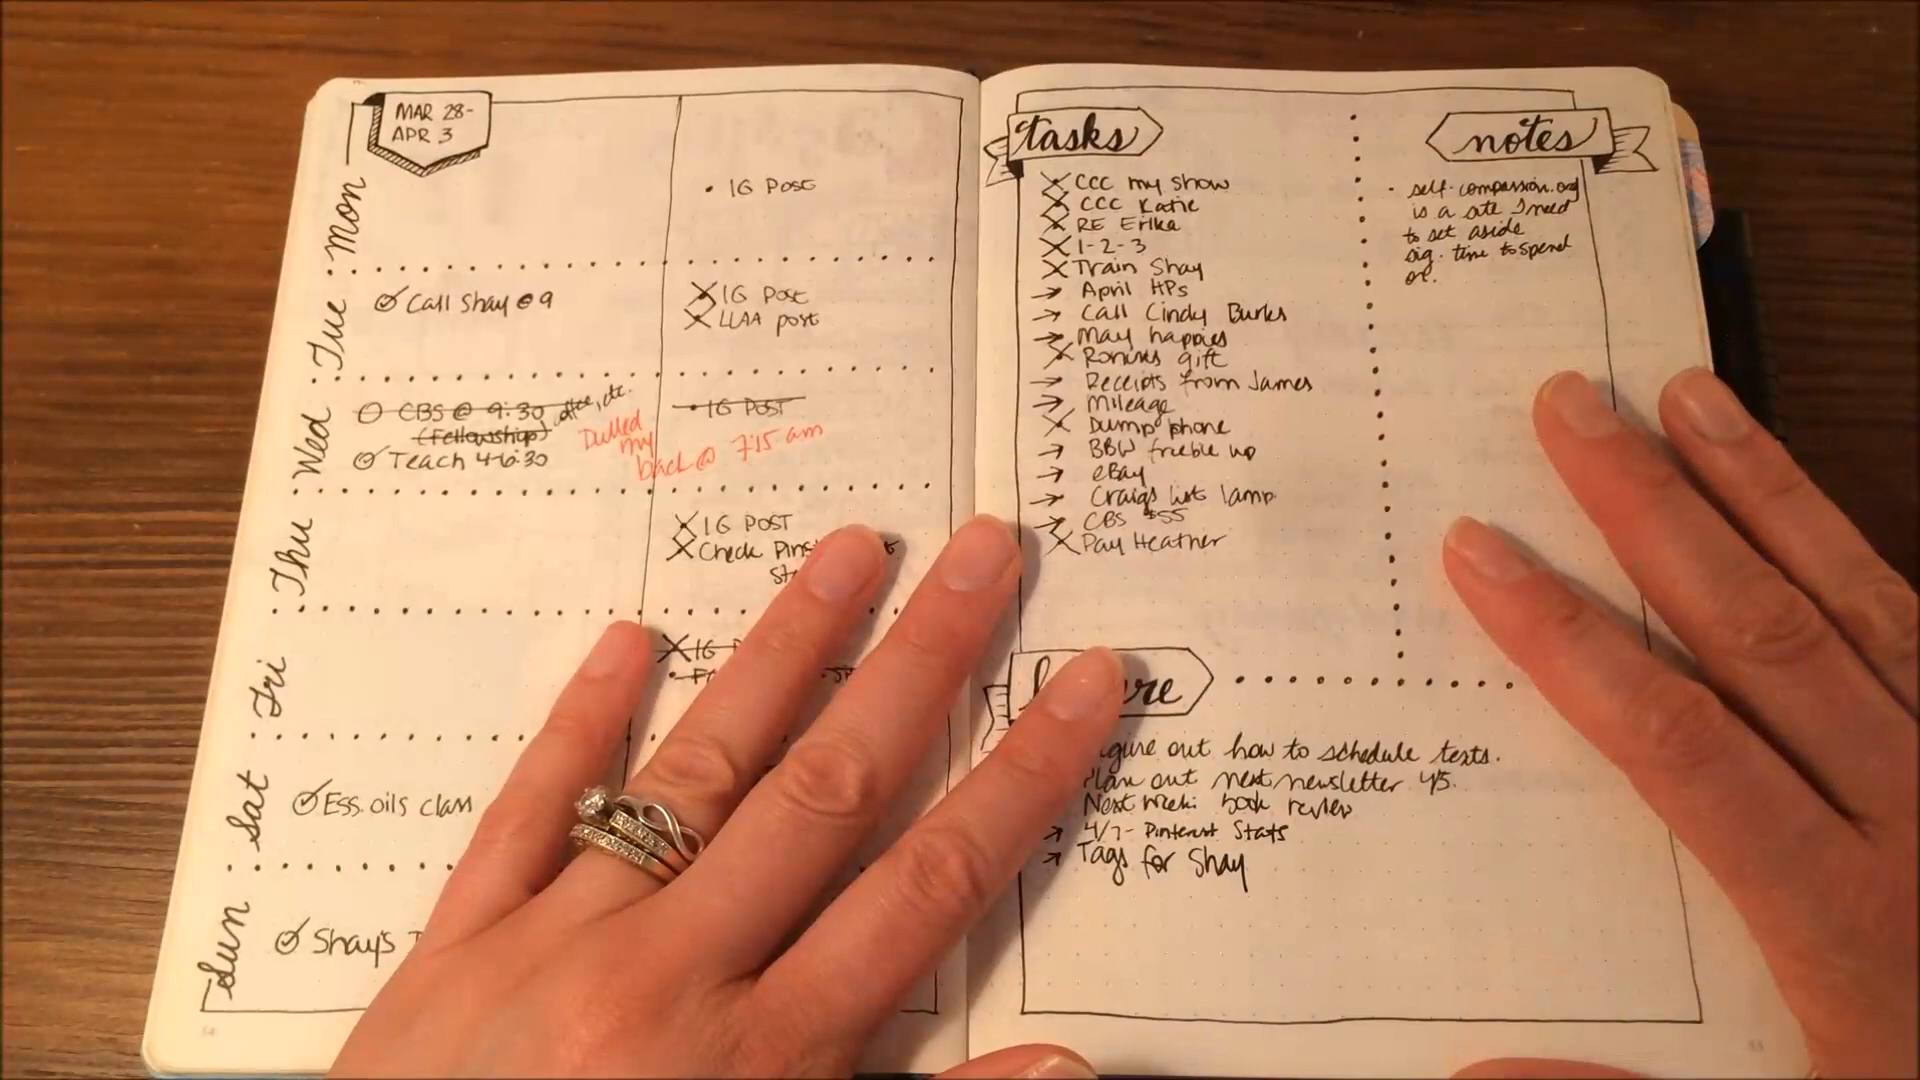 MAR 28-
APR 3
Mon
• IG POST
Tue
Call Shay @ 9
IG Post
LLAA post
Wed
CBS @ 9:30 office, etc.
(Fellowship)
Teach 4-6:30
• IG POST
Pulled
my
back @ 7:15 am
Thu
IG POST
Check
Fri
IG
Sat
Ess. oils class
Sun
Shay's
tasks
CCC my show
CCC Katie
RE Erika
1-2-3
Train Shay
→ April HPs
→ Call Cindy Burks
→ May happies
gift
→ Receipts from James
→ Mileage
Dump phone
→ BBW freebie up
→ eBay
→ Craigs list lamp
→ CBS $55
Pay Heather
notes
• self-compassion.org
is a site I need
to set aside
sig. time to spend
on.
out how to schedule texts.
Plan out next newsletter 4/5.
Next week: book review
→ 4/7- Pinterest Stats
→ Tags for Shay
54
55